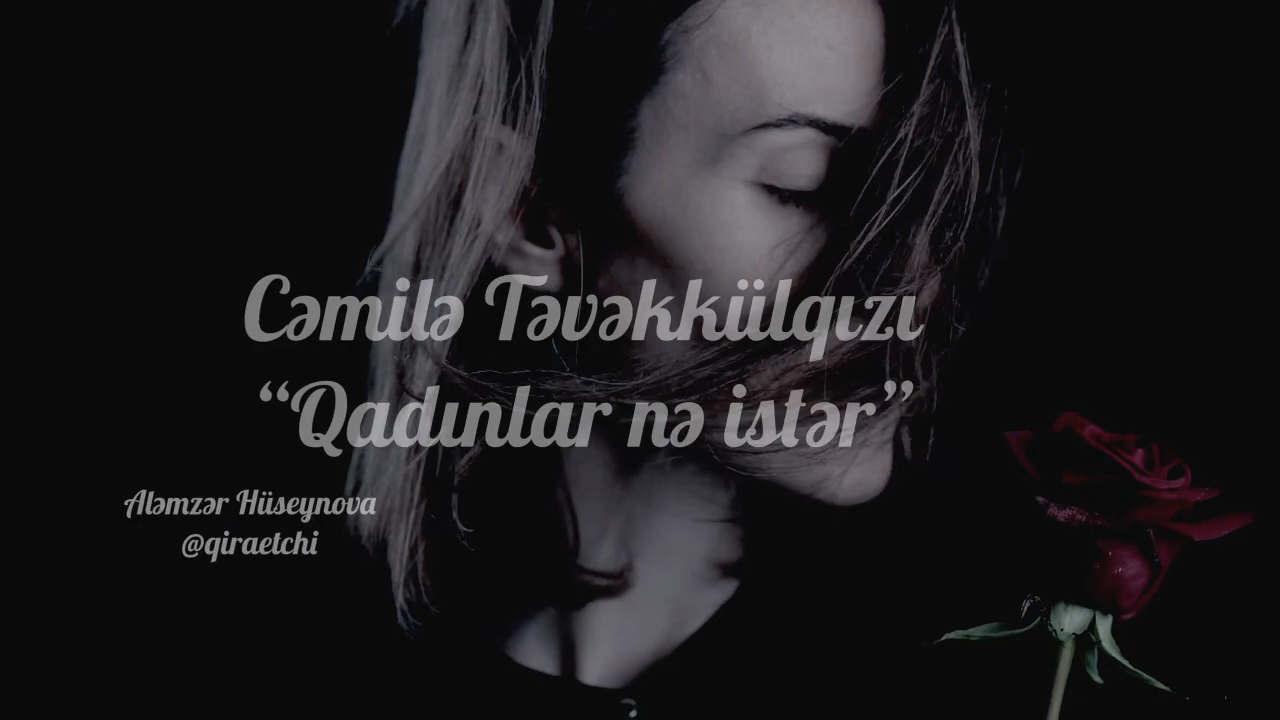 Cəmilə Təvəkkülqızı
“Qadınlar nə istər”
Aləmzər Hüseynova
@qiraetchi